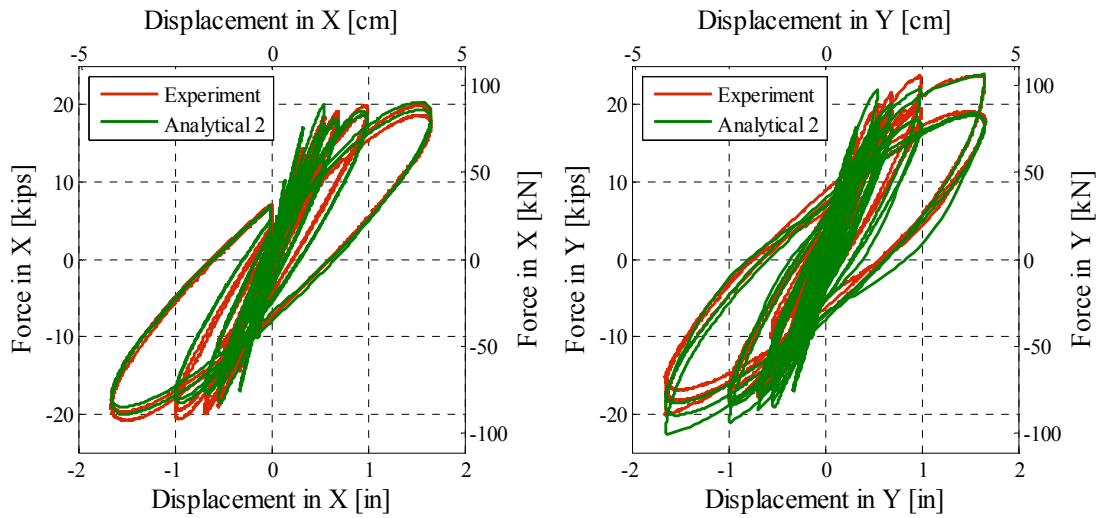 Displacement in X [cm]
-5 0 5
Experiment
Analytical 2
20
10
0
-10
-20
Force in X [kips]
100
50
0
-50
-100
Force in X [kN]
-2 -1 0 1 2
Displacement in X [in]
Displacement in Y [cm]
-5 0 5
Experiment
Analytical 2
20
10
0
-10
-20
Force in Y [kips]
100
50
0
-50
-100
Force in Y [kN]
-2 -1 0 1 2
Displacement in Y [in]